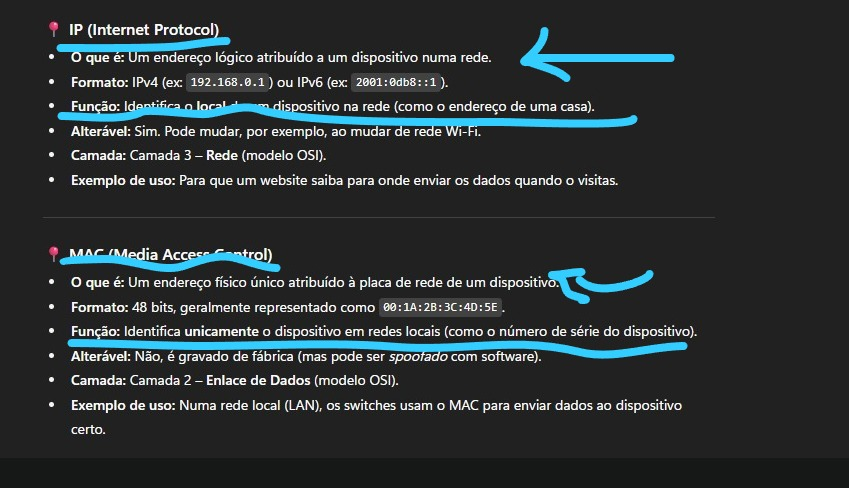 IP (Internet Protocol)
O que é: Um endereço lógico atribuído a um dispositivo numa rede.
Formato: IPv4 (ex: 192.168.0.1) ou IPv6 (ex: 2001:0db8::1).
Função: Identifica o local de um dispositivo na rede (como o endereço de uma casa).
Alterável: Sim. Pode mudar, por exemplo, ao mudar de rede Wi-Fi.
Camada: Camada 3 – Rede (modelo OSI).
Exemplo de uso: Para que um website saiba para onde enviar os dados quando o visitas.
MAC (Media Access Control)
O que é: Um endereço físico único atribuído à placa de rede de um dispositivo.
Formato: 48 bits, geralmente representado como 00:1A:2B:3C:4D:5E.
Função: Identifica unicamente o dispositivo em redes locais (como o número de série do dispositivo).
Alterável: Não, é gravado de fábrica (mas pode ser spoofado com software).
Camada: Camada 2 – Enlace de Dados (modelo OSI).
Exemplo de uso: Numa rede local (LAN), os switches usam o MAC para enviar dados ao dispositivo
certo.